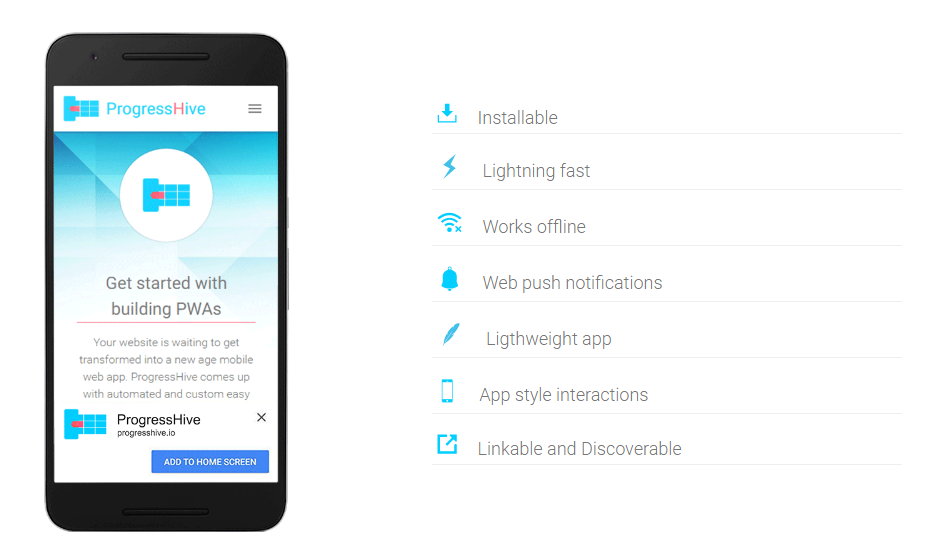 ProgressHive
Get started with
building PWAs
Your website is waiting to get
transformed into a new age mobile
web app. ProgressHive comes up
with automated and custom easy
ProgressHive
progresshive.io
ADD TO HOME SCREEN
Installable
Lightning fast
Works offline
Web push notifications
Ligthweight app
App style interactions
Linkable and Discoverable